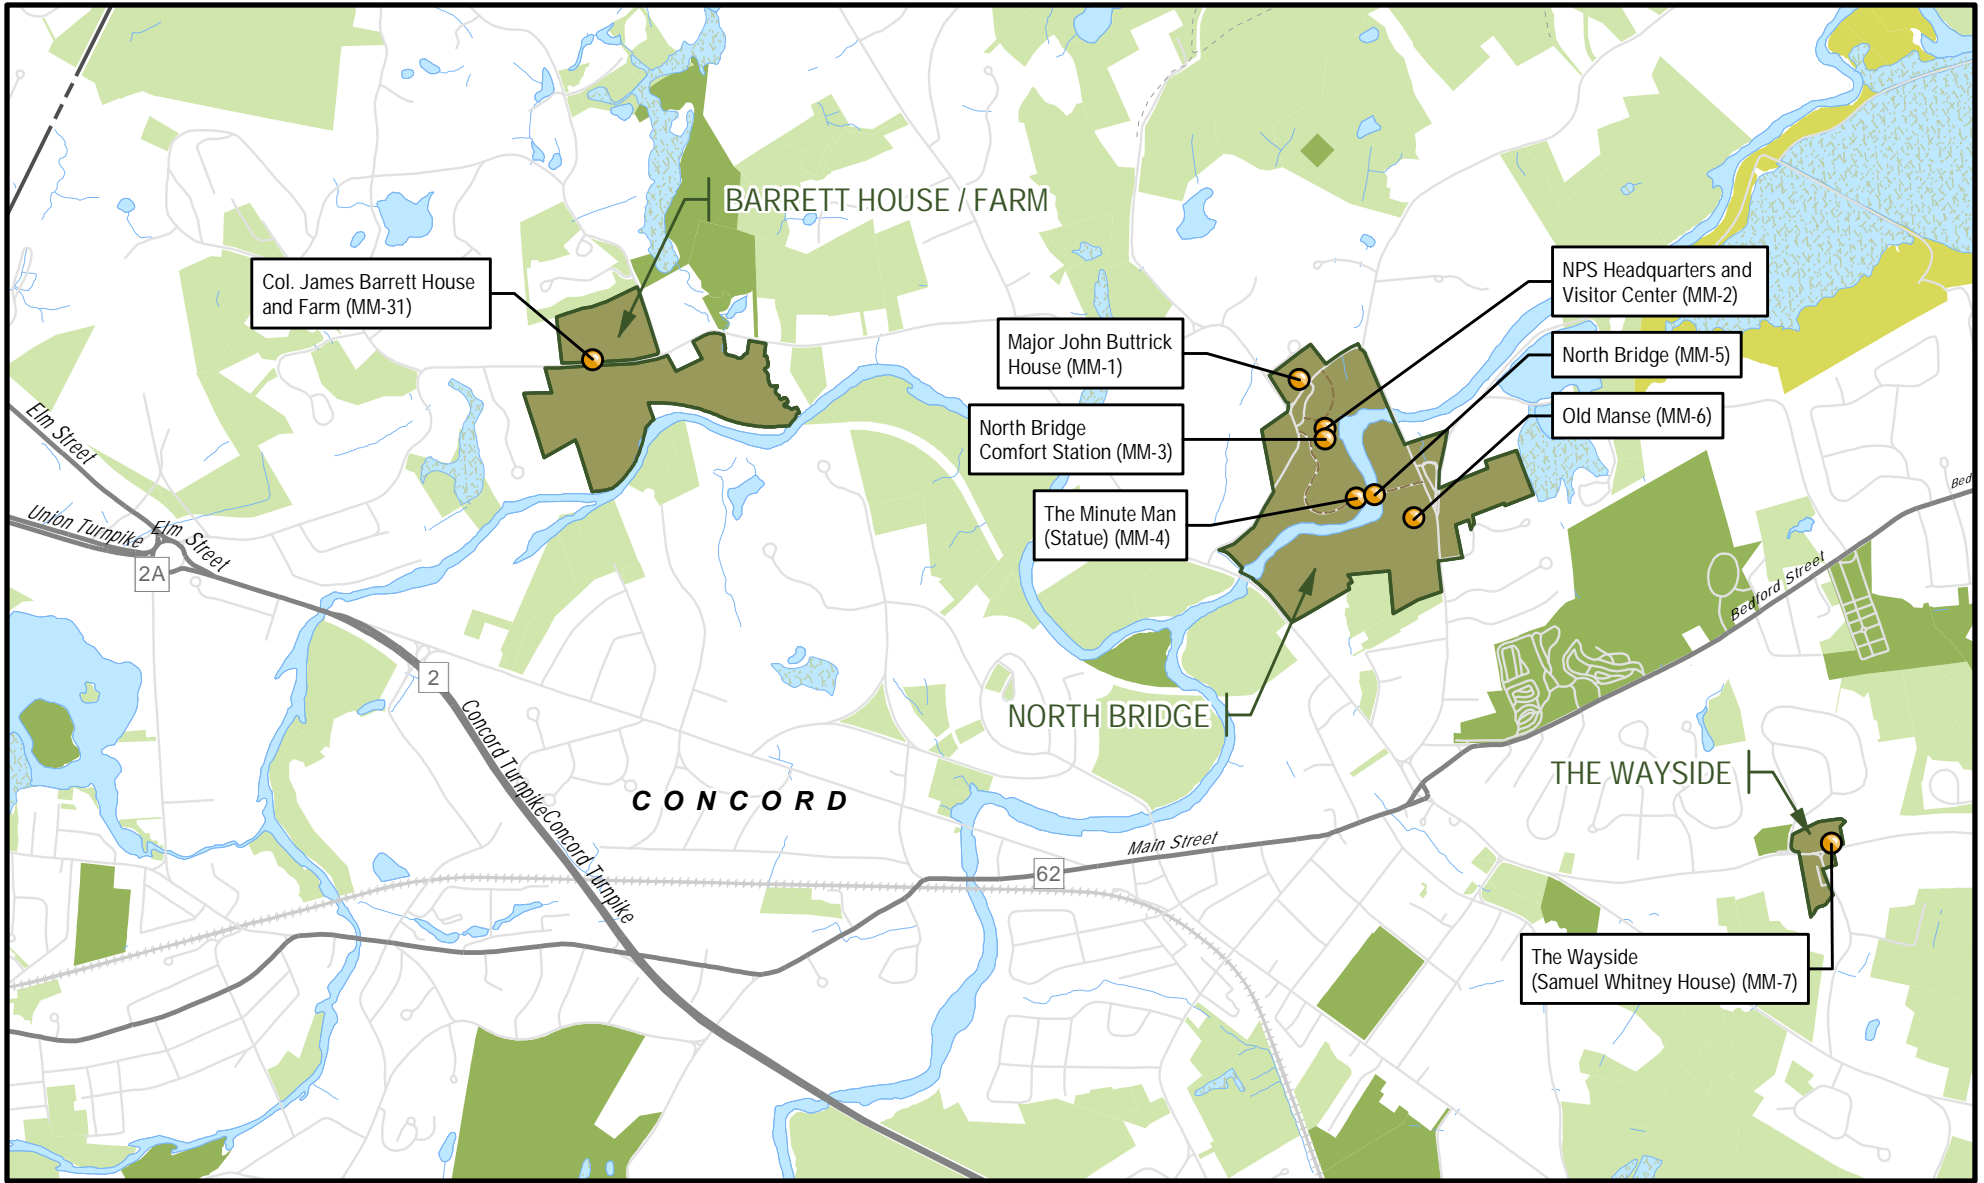 BARRETT HOUSE / FARM
Col. James Barrett House
and Farm (MM-31)
NPS Headquarters and
Visitor Center (MM-2)
Major John Buttrick
House (MM-1)
North Bridge (MM-5)
North Bridge
Comfort Station (MM-3)
Old Manse (MM-6)
The Minute Man
(Statue) (MM-4)
Elm Street
Union Turnpike
Elm Street
2A
Bed
Bedford Street
2
NORTH BRIDGE
Concord Turnpike
Concord Turnpike
CONCORD
THE WAYSIDE
Main Street
62
The Wayside
(Samuel Whitney House) (MM-7)